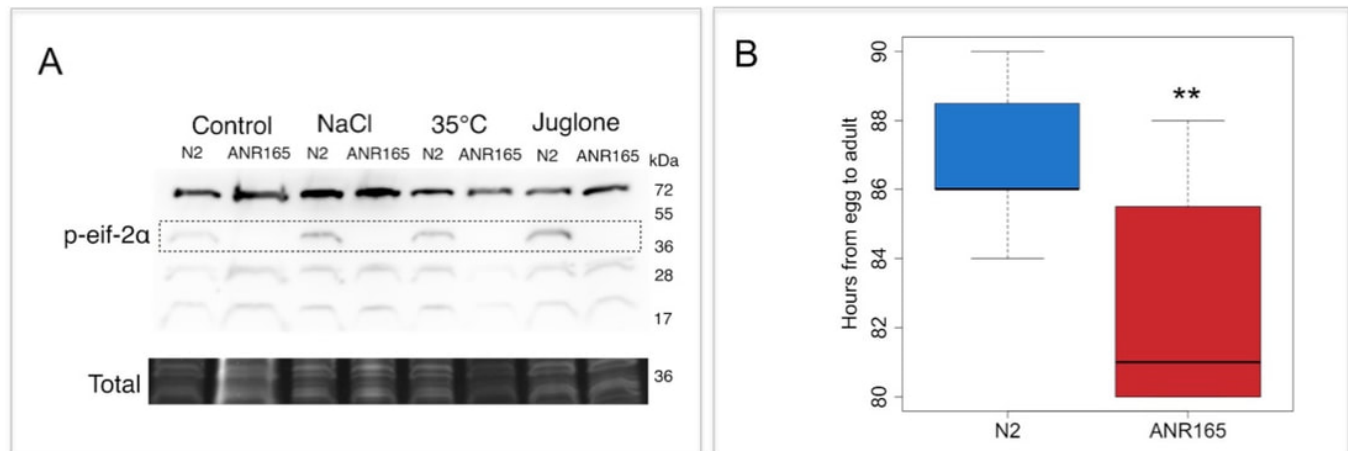 A
Control NaCl 35°C Juglone
N2 ANR165 N2 ANR165 N2 ANR165 N2 ANR165 kDa
72
55
p-eif-2α
36
28
17
Total 36
B
Hours from egg to adult
90
88
86
84
82
80
**
N2 ANR165